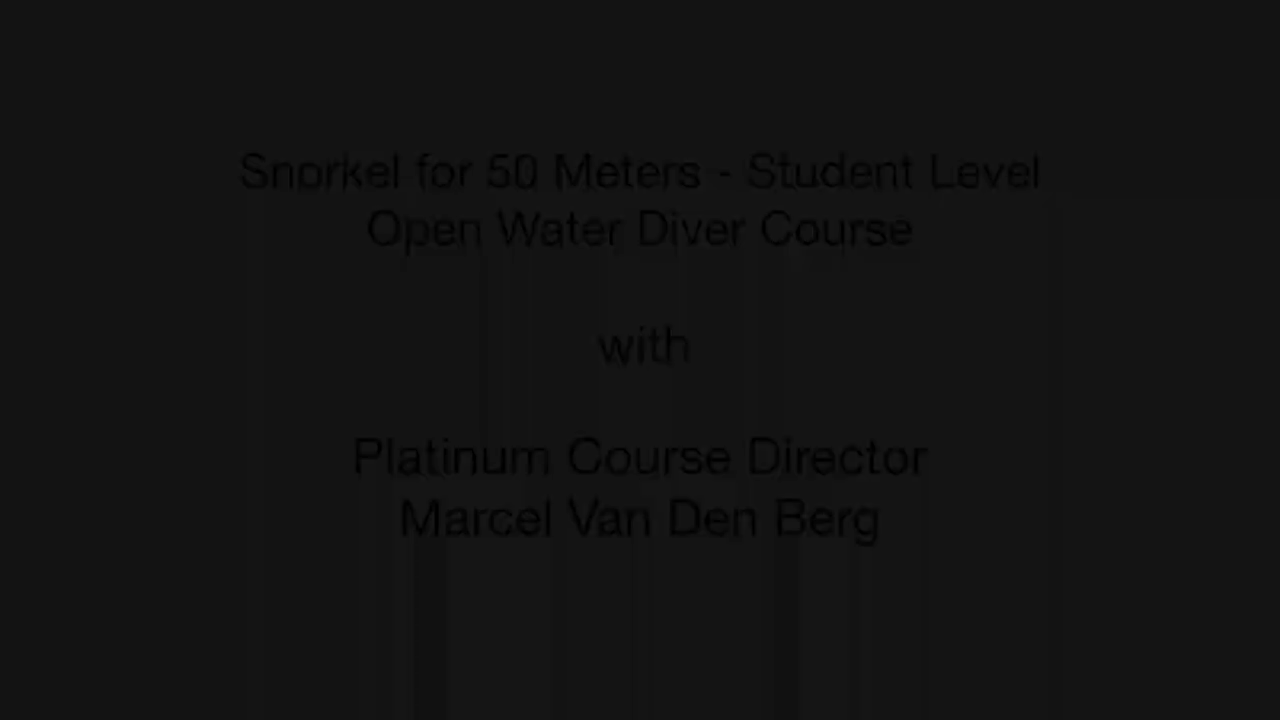 Snorkel for 50 Meters - Student Level
Open Water Diver Course
with
Platinum Course Director
Marcel Van Den Berg